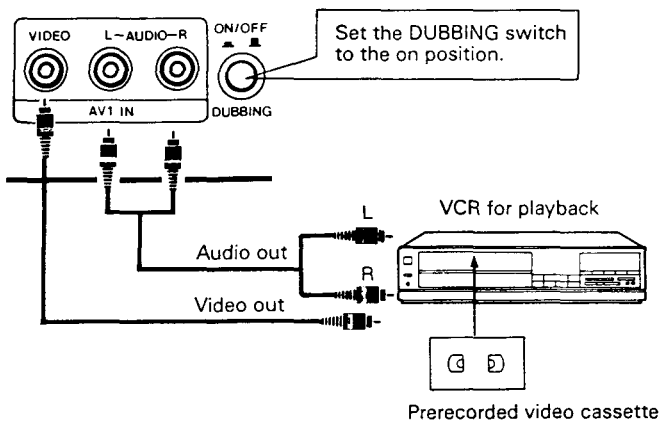 VIDEO L–AUDIO–R ON/OFF
Set the DUBBING switch
to the on position.
AV1 IN DUBBING
L VCR for playback
Audio out
R
Video out
Prerecorded video cassette